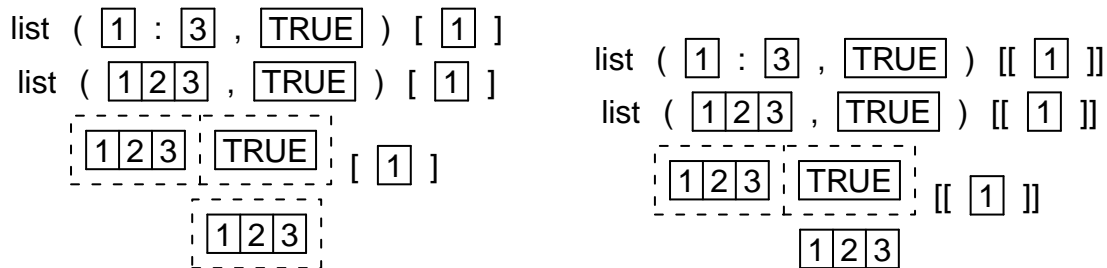 list ( 1 : 3 , TRUE ) [ 1 ]
list ( 1 2 3 , TRUE ) [ 1 ]
1 2 3 TRUE [ 1 ]
1 2 3
list ( 1 : 3 , TRUE ) [[ 1 ]]
list ( 1 2 3 , TRUE ) [[ 1 ]]
1 2 3 TRUE [[ 1 ]]
1 2 3